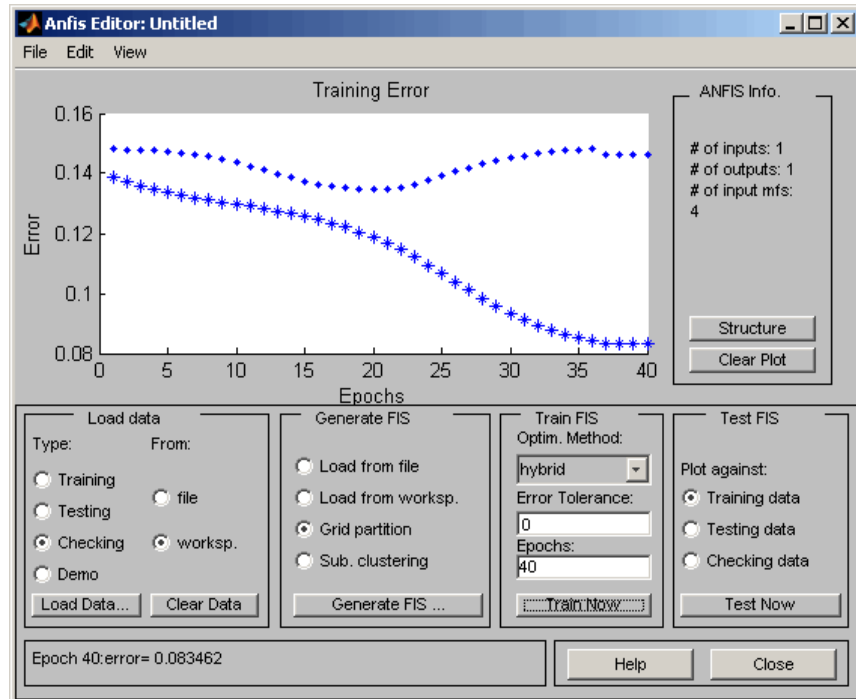 Anfis Editor: Untitled
File Edit View
Training Error
0.16
0.14
0.12
0.1
0.08
Error
0 5 10 15 20 25 30 35 40
Epochs
ANFIS Info.
# of inputs: 1
# of outputs: 1
# of input mfs:
4
Structure
Clear Plot
Load data
Type: From:
Training
Testing
Checking
Demo
file
worksp.
Load Data... Clear Data
Generate FIS
Load from file
Load from worksp.
Grid partition
Sub. clustering
Generate FIS ...
Train FIS
Optim. Method:
hybrid
Error Tolerance:
0
Epochs:
40
Train Now
Test FIS
Plot against:
Training data
Testing data
Checking data
Test Now
Epoch 40:error= 0.083462
Help Close